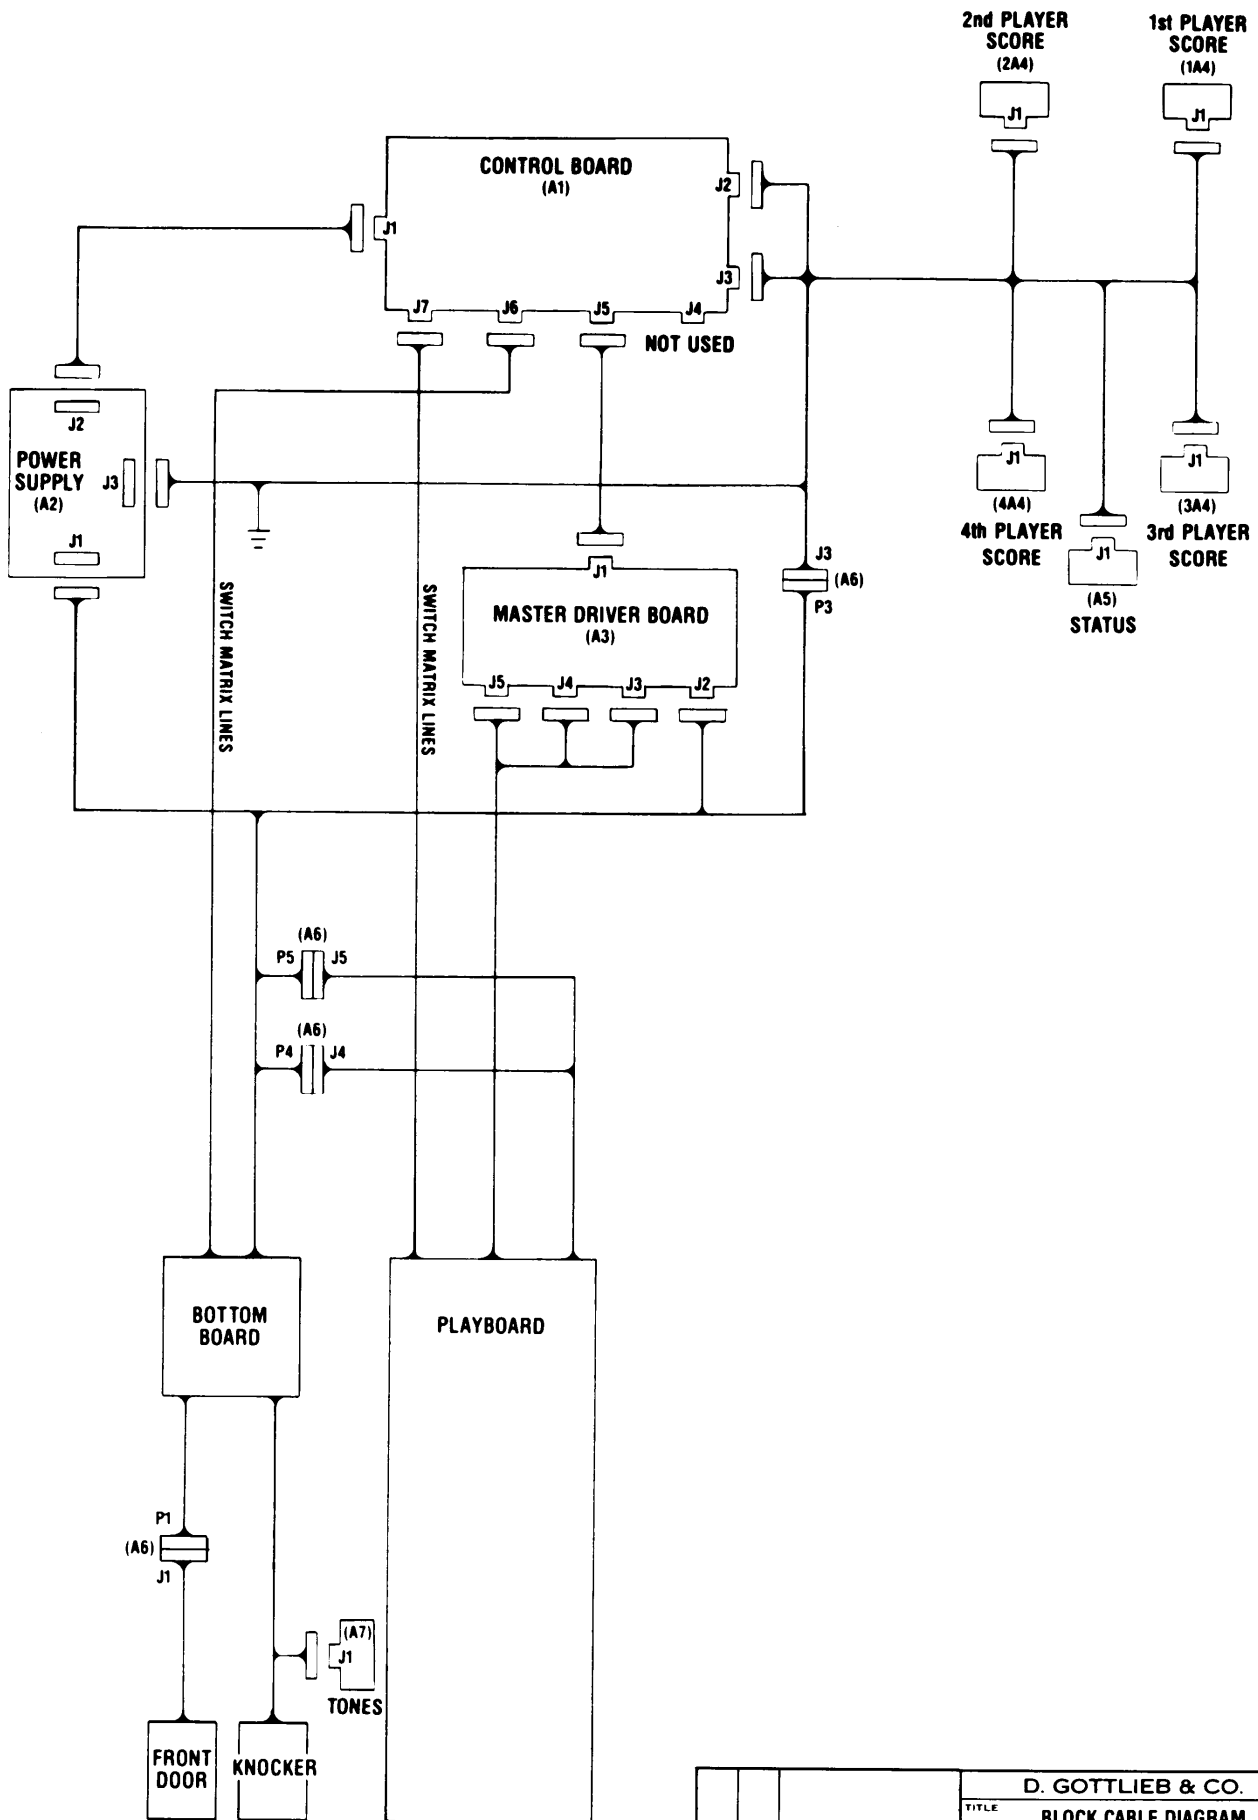 2nd PLAYER
SCORE
(2A4)
J1
1st PLAYER
SCORE
(1A4)
J1
CONTROL BOARD
(A1)
J1
J2
J3
J7
J6
J5
J4
NOT USED
J2
POWER
SUPPLY
(A2)
J3
J1
J1
(4A4)
4th PLAYER
SCORE
J1
(3A4)
3rd PLAYER
SCORE
J1
(A5)
STATUS
J3
(A6)
P3
J1
MASTER DRIVER BOARD
(A3)
J5
J4
J3
J2
SWITCH MATRIX LINES
SWITCH MATRIX LINES
(A6)
P5
J5
(A6)
P4
J4
BOTTOM
BOARD
PLAYBOARD
P1
(A6)
J1
(A7)
J1
TONES
FRONT
DOOR
KNOCKER
D. GOTTLIEB & CO.
TITLE
BLOCK CABLE DIAGRAM